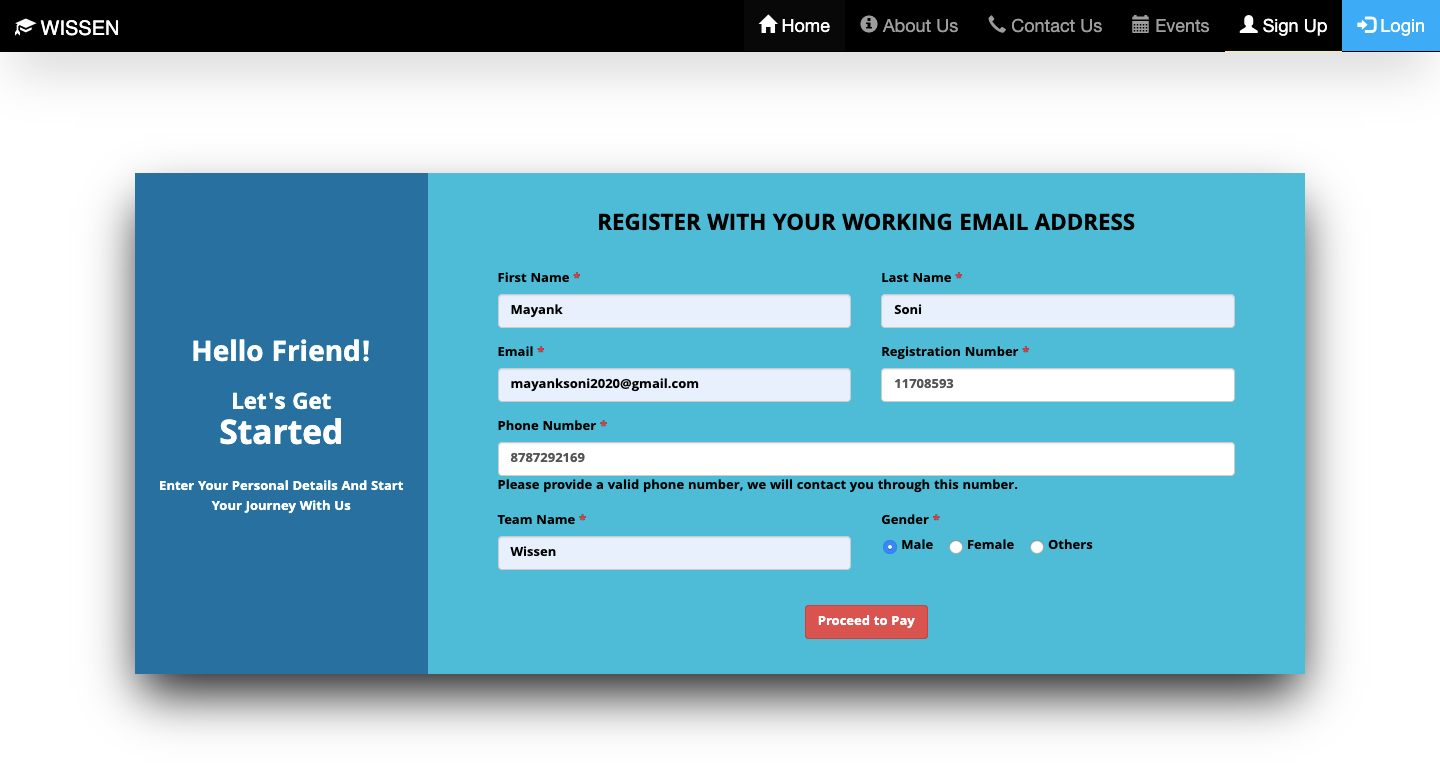 WISSEN
Home
About Us
Contact Us
Events
Sign Up
Login
Hello Friend!
Let's Get
Started
Enter Your Personal Details And Start
Your Journey With Us
REGISTER WITH YOUR WORKING EMAIL ADDRESS
First Name *
Last Name *
Mayank
Soni
Email *
Registration Number *
mayanksoni2020@gmail.com
11708593
Phone Number *
8787292169
Please provide a valid phone number, we will contact you through this number.
Team Name *
Gender *
Wissen
Male
Female
Others
Proceed to Pay